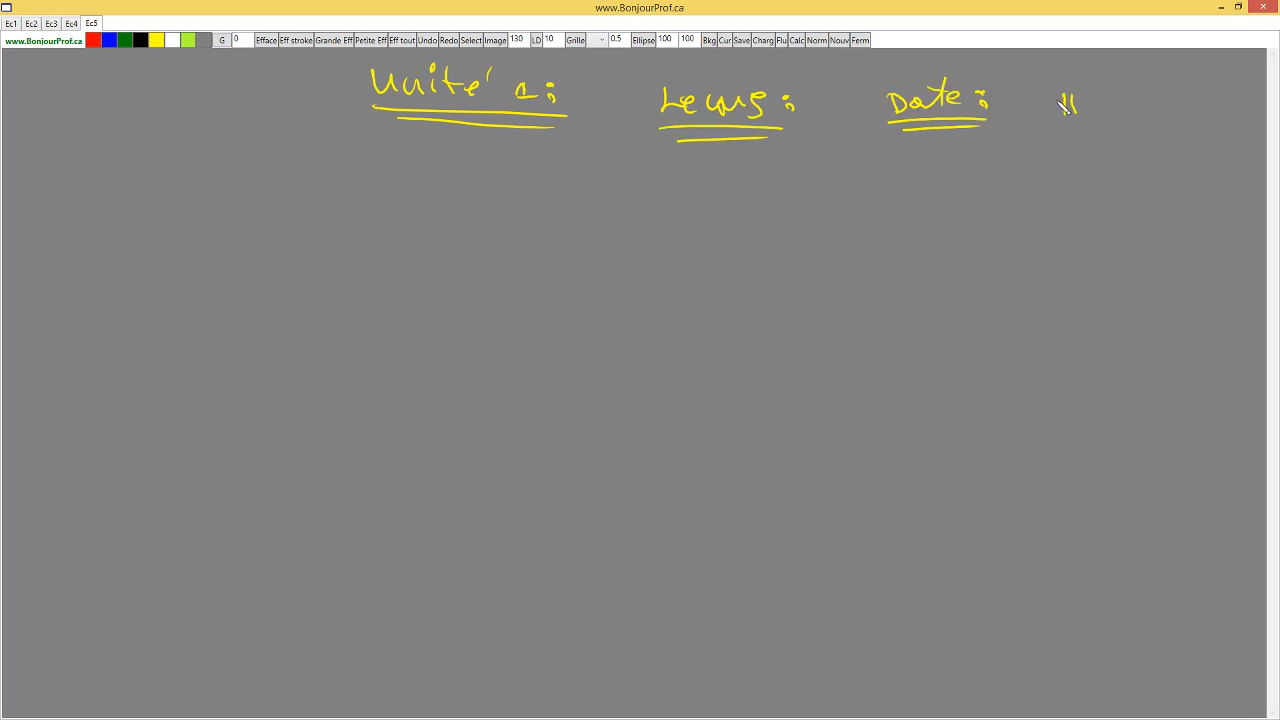 www.BonjourProf.ca
Ec1 Ec2 Ec3 Ec4 Ec5
www.BonjourProf.ca G 0 Efface Eff stroke Grande Eff Petite Eff Eff tout Undo Redo Select Image 130 LD 10 Grille 0.5 Ellipse 100 100 Bkg Cur Save Charg Flu Calc Norm Nouv Ferm
Unité 1: Leçons: Date: 11